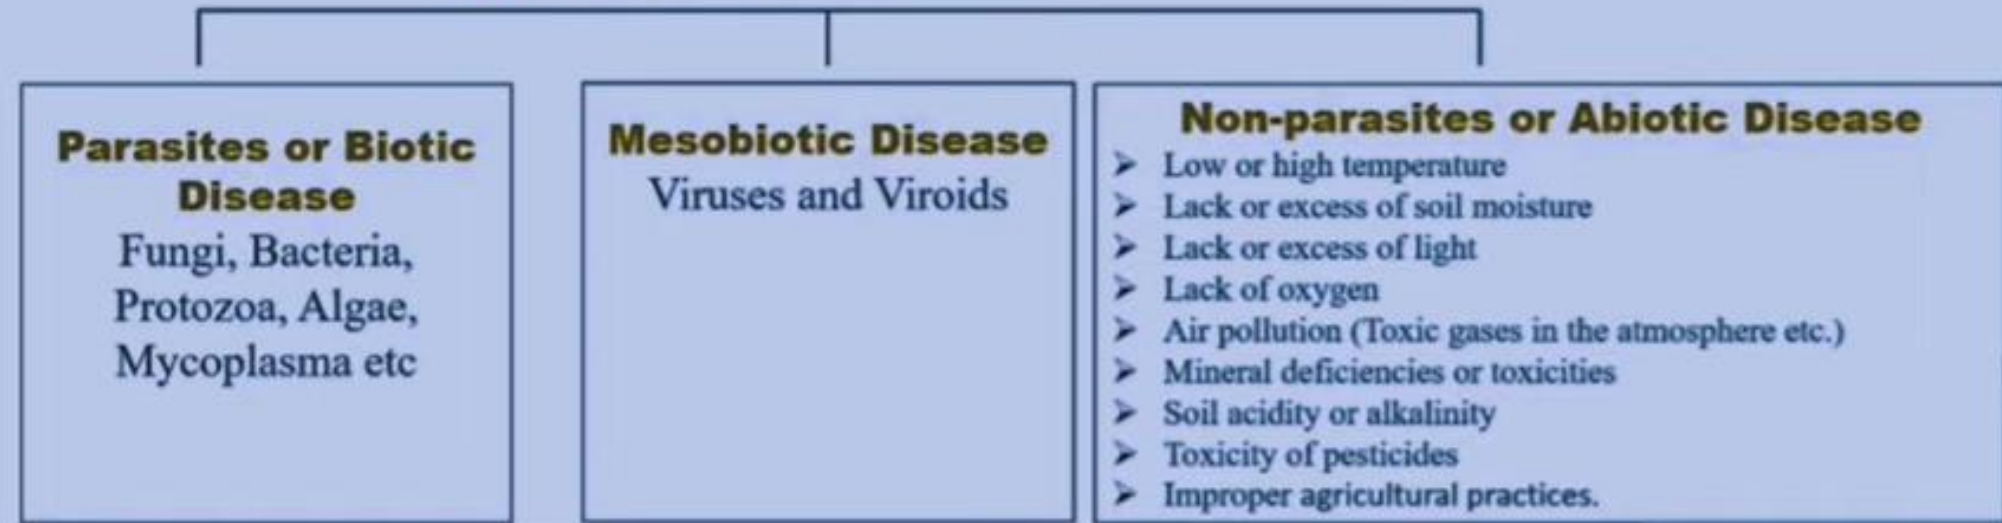 Parasites or Biotic
Disease
Fungi, Bacteria,
Protozoa, Algae,
Mycoplasma etc
Mesobiotic Disease
Viruses and Viroids
Non-parasites or Abiotic Disease
➤ Low or high temperature
➤ Lack or excess of soil moisture
➤ Lack or excess of light
➤ Lack of oxygen
➤ Air pollution (Toxic gases in the atmosphere etc.)
➤ Mineral deficiencies or toxicities
➤ Soil acidity or alkalinity
➤ Toxicity of pesticides
➤ Improper agricultural practices.